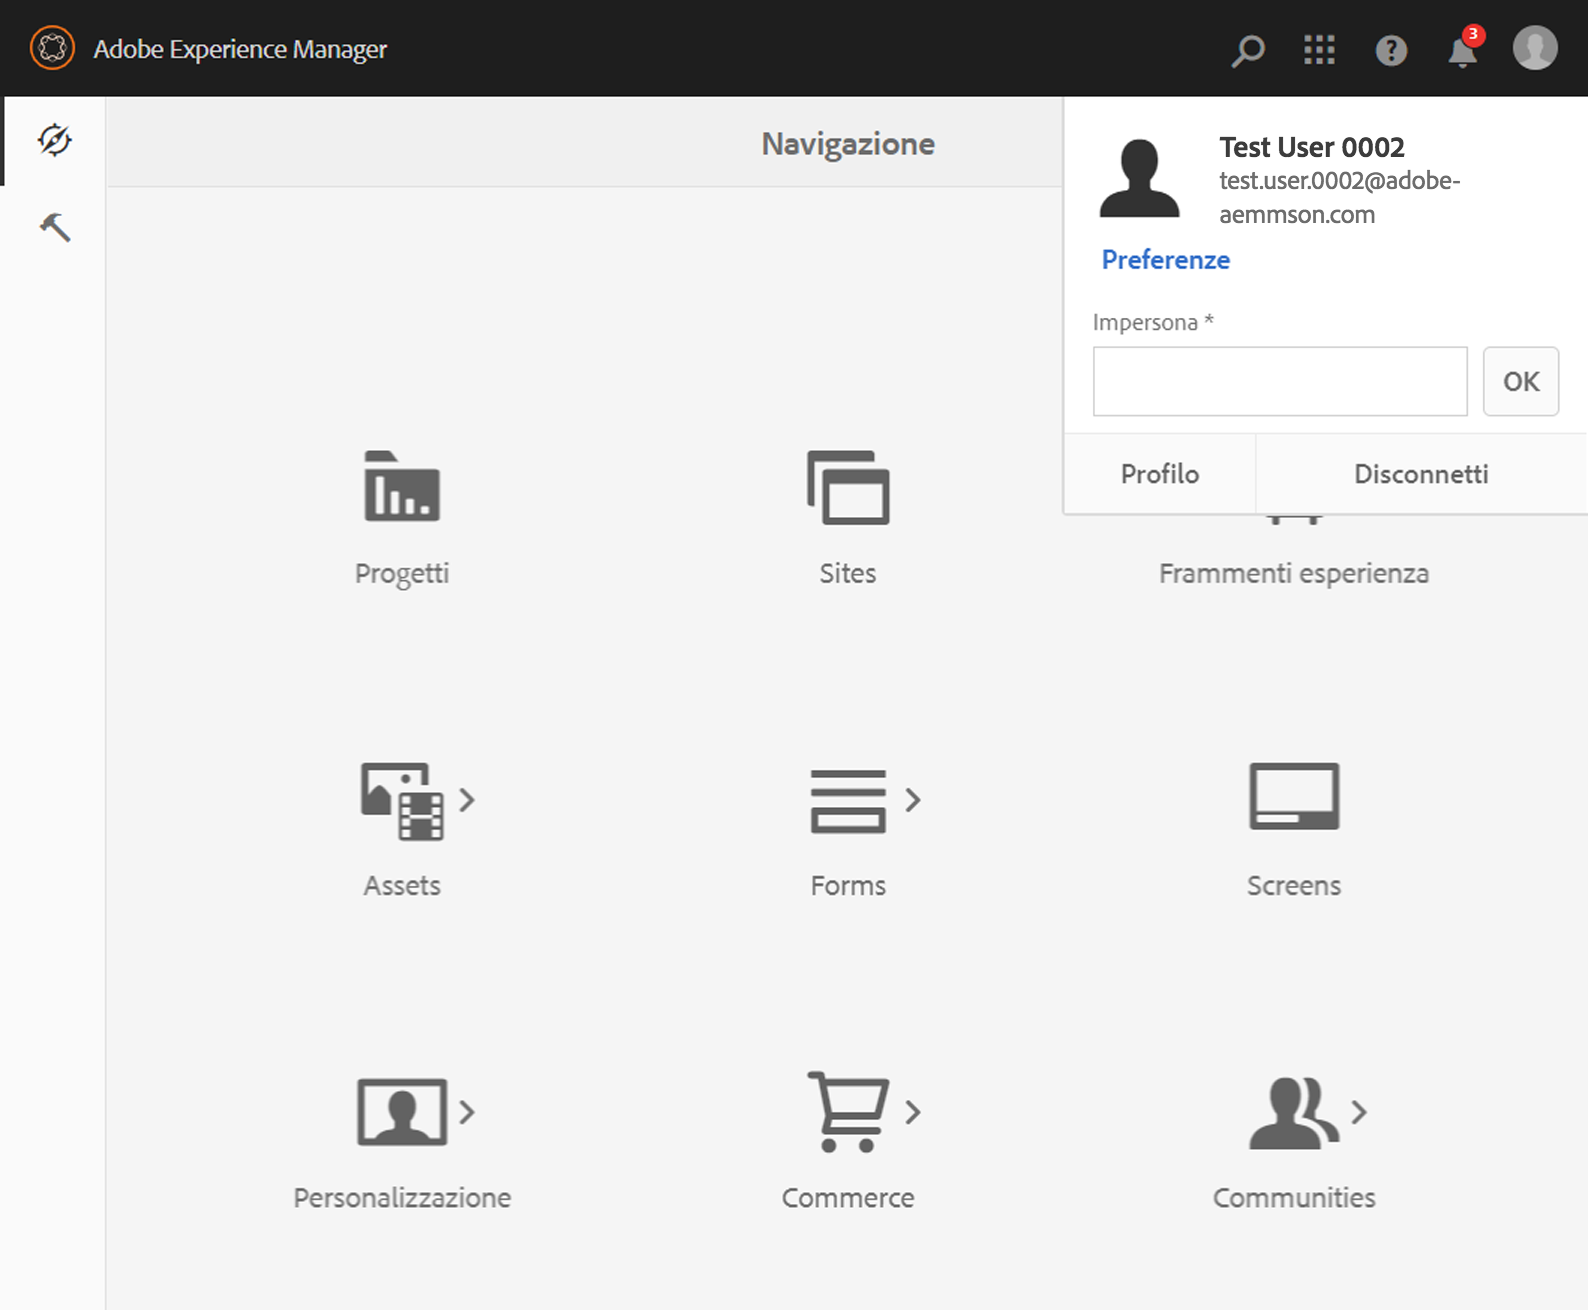 Adobe Experience Manager
3
Navigazione
Test User 0002
test.user.0002@adobe-
aemmson.com
Preferenze
Impersona *
OK
Profilo
Disconnetti
Progetti
Sites
Frammenti esperienza
Assets
Forms
Screens
Personalizzazione
Commerce
Communities